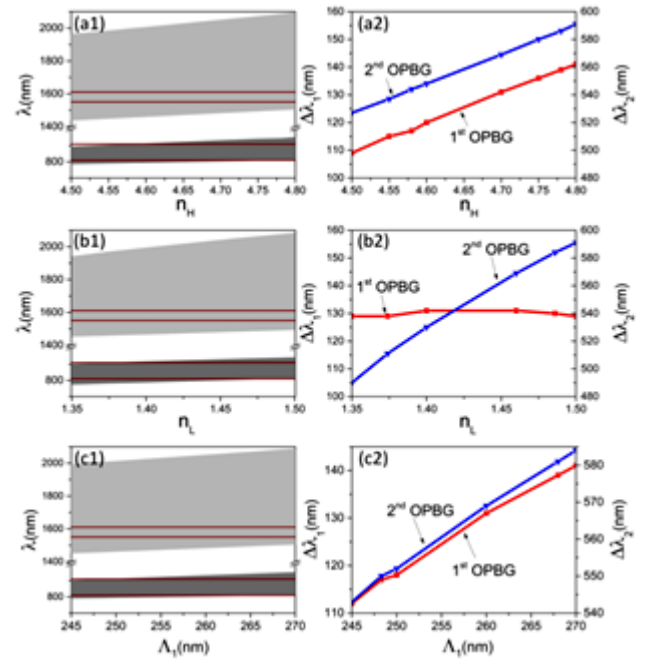 (a1)
2000
1800
1600
1400
800
λ(nm)
4.50 4.55 4.60 4.65 4.70 4.75 4.80
n_H
(a2)
160
150
140
130
120
110
100
Δλ₁(nm)
2nd OPBG
1st OPBG
600
580
560
540
520
500
480
Δλ₂(nm)
4.50 4.55 4.60 4.65 4.70 4.75 4.80
n_H
(b1)
2000
1800
1600
1400
800
λ(nm)
1.35 1.40 1.45 1.50
n_L
(b2)
160
150
140
130
120
110
100
Δλ₁(nm)
2nd OPBG
1st OPBG
600
580
560
540
520
500
480
Δλ₂(nm)
1.35 1.40 1.45 1.50
n_L
(c1)
2000
1800
1600
1400
800
λ(nm)
245 250 255 260 265 270
Λ₁(nm)
(c2)
140
130
120
110
Δλ₁(nm)
2nd OPBG
1st OPBG
580
570
560
550
540
Δλ₂(nm)
245 250 255 260 265 270
Λ₁(nm)